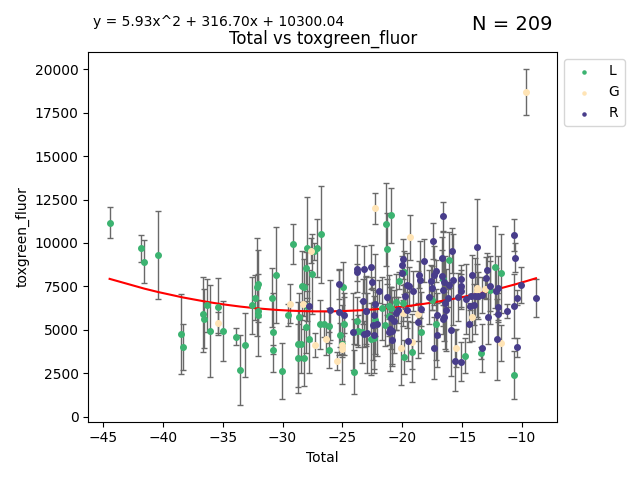 y = 5.93x^2 + 316.70x + 10300.04
N = 209
Total vs toxgreen_fluor
20000
17500
15000
12500
10000
7500
5000
2500
0
toxgreen_fluor
−45 −40 −35 −30 −25 −20 −15 −10
Total
L
G
R